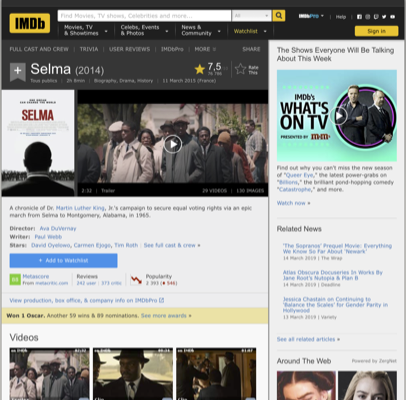 IMDb
Find Movies, TV shows, Celebrities and more...
All
IMDbPro
Help
Movies, TV
& Showtimes
Celebs, Events
& Photos
News &
Community
Watchlist
Sign in
FULL CAST AND CREW | TRIVIA | USER REVIEWS | IMDbPro | MORE
SHARE
Selma (2014)
7,5
Rate
This
Tous publics | 2h 8min | Biography, Drama, History | 11 March 2015 (France)
SELMA
2:32 | Trailer
29 VIDEOS | 150 IMAGES
A chronicle of Dr. Martin Luther King, Jr.'s campaign to secure equal voting rights via an epic
march from Selma to Montgomery, Alabama, in 1965.
Director: Ava DuVernay
Writer: Paul Webb
Stars: David Oyelowo, Carmen Ejogo, Tim Roth | See full cast & crew »
+ Add to Watchlist
Metascore
From metacritic.com
Reviews
242 user | 373 critic
Popularity
View production, box office, & company info on IMDbPro
Won 1 Oscar. Another 59 wins & 89 nominations. See more awards »
Videos
The Shows Everyone Will Be Talking
About This Week
IMDb's
WHAT'S
ON TV
PRESENTED BY M&M'S
Find out why you can't miss the new season
of "Queer Eye," the latest power-grabs on
"Billions," the brilliant pond-hopping comedy
"Catastrophe," and more.
Watch now »
Related News
'The Sopranos' Prequel Movie: Everything
We Know So Far About 'Newark'
14 March 2019 | The Wrap
Atlas Obscura Docuseries In Works By
Jane Root's Nutopia & Plan B
14 March 2019 | Deadline
Jessica Chastain on Continuing to
'Balance the Scales' for Gender Parity in
Hollywood
13 March 2019 | Variety
See all related articles »
Around The Web
Powered by ZergNet